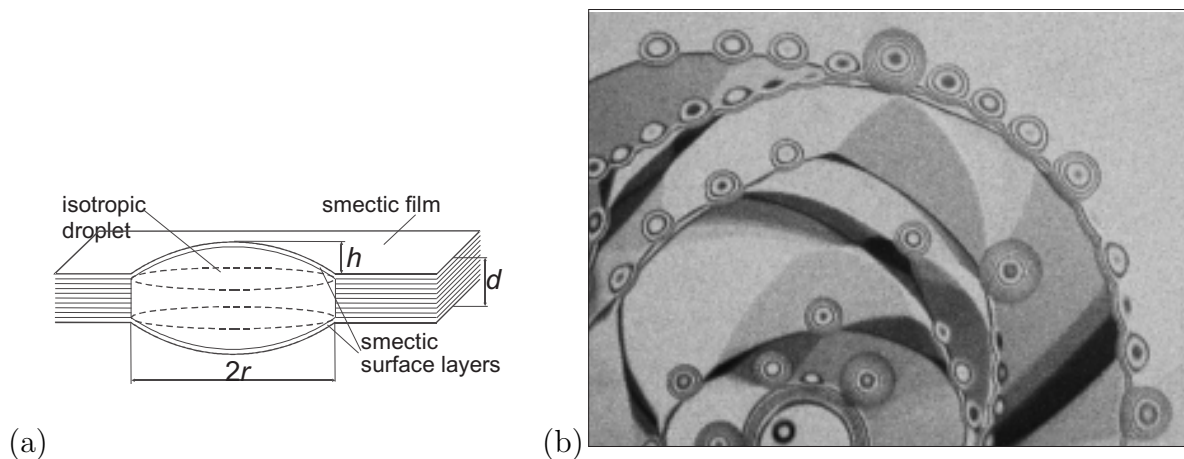 isotropic
droplet
smectic film
h
d
smectic
surface layers
2r
(a)
(b)